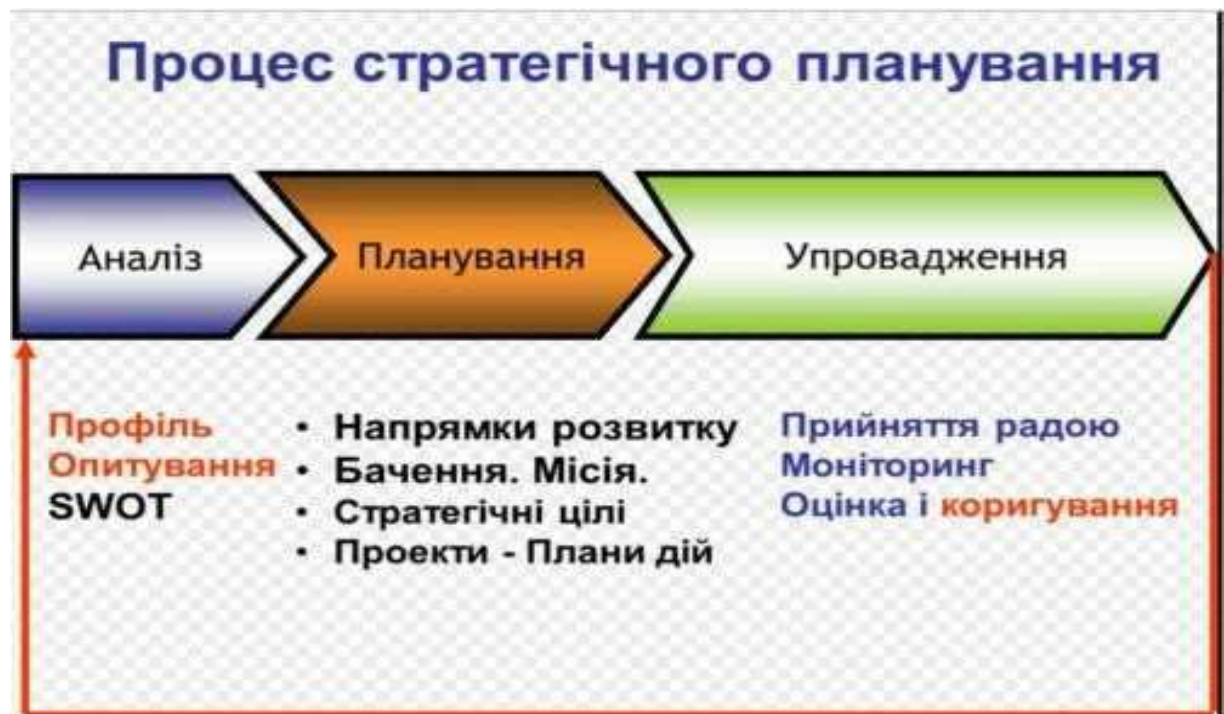 Процес стратегічного планування
Аналіз
Планування
Упровадження
Профіль
Опитування
SWOT
• Напрямки розвитку
• Бачення. Місія.
• Стратегічні цілі
• Проекти - Плани дій
Прийняття радою
Моніторинг
Оцінка і коригування